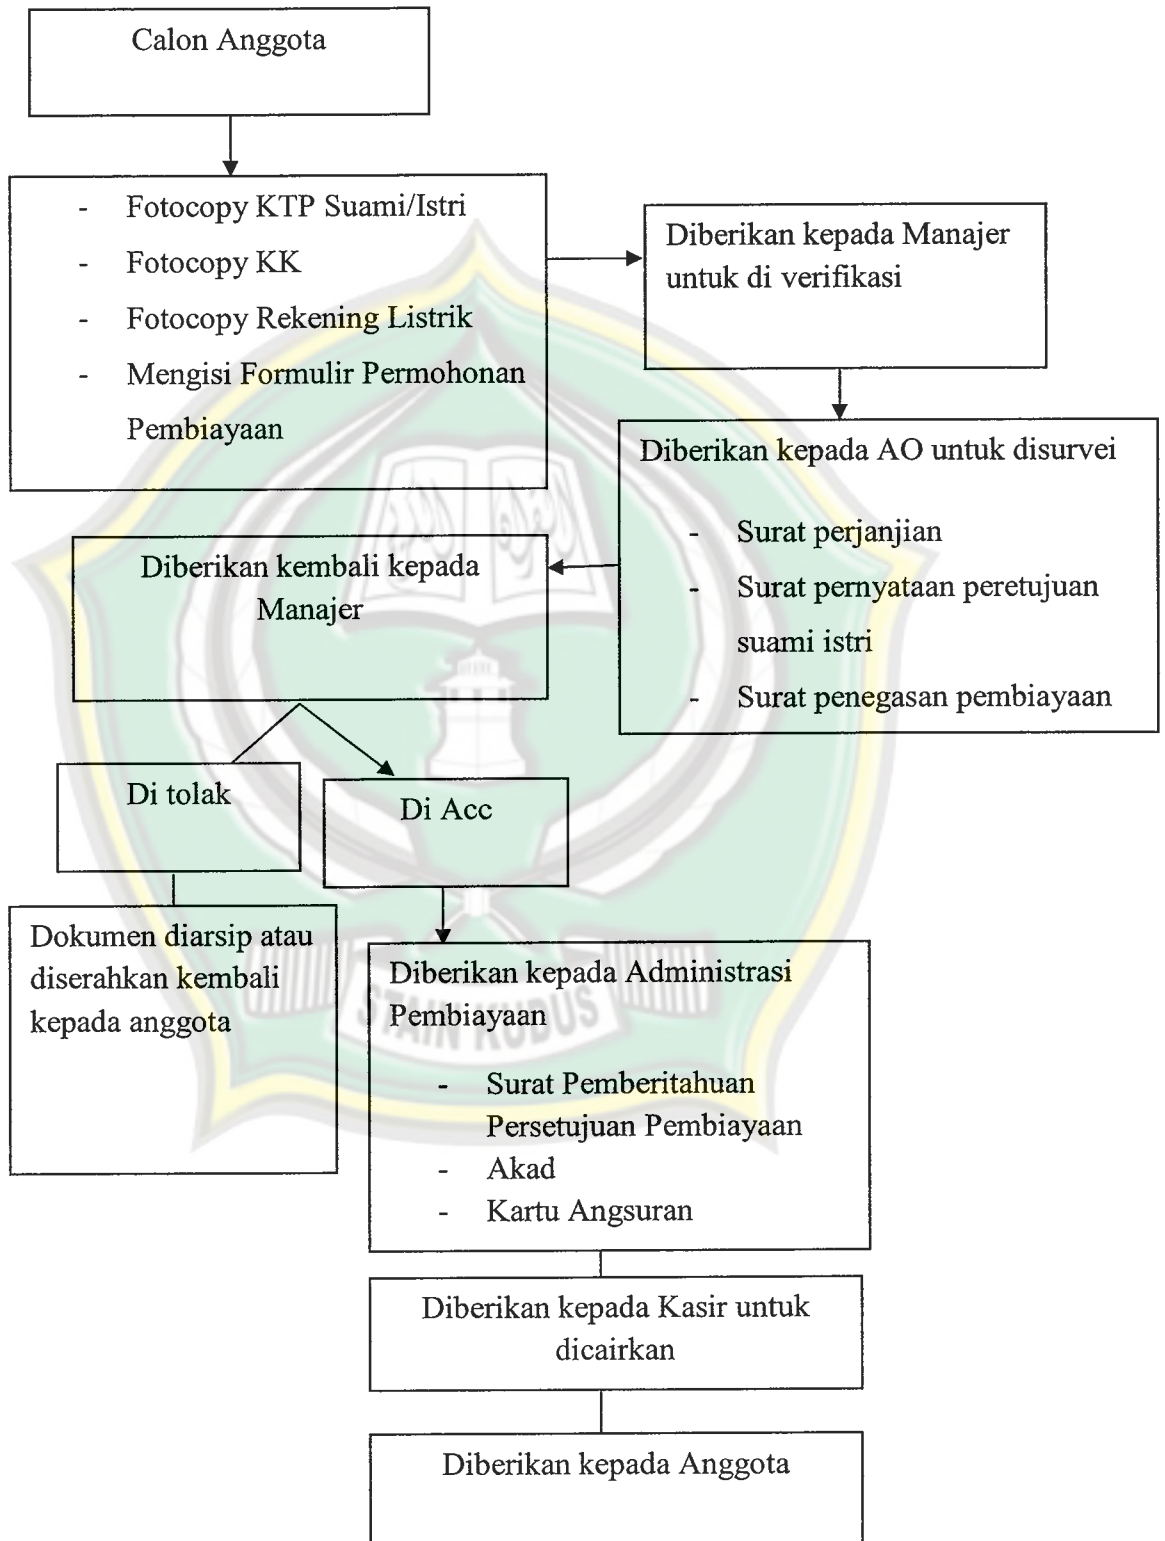 Calon Anggota
- Fotocopy KTP Suami/Istri
- Fotocopy KK
- Fotocopy Rekening Listrik
- Mengisi Formulir Permohonan
Pembiayaan
Diberikan kepada Manajer
untuk di verifikasi
Diberikan kepada AO untuk disurvei
- Surat perjanjian
- Surat pernyataan peretujuan
suami istri
- Surat penegasan pembiayaan
Diberikan kembali kepada
Manajer
Di tolak
Di Acc
Dokumen diarsip atau
diserahkan kembali
kepada anggota
Diberikan kepada Administrasi
Pembiayaan
- Surat Pemberitahuan
Persetujuan Pembiayaan
- Akad
- Kartu Angsuran
Diberikan kepada Kasir untuk
dicairkan
Diberikan kepada Anggota
STAIN KUDUS